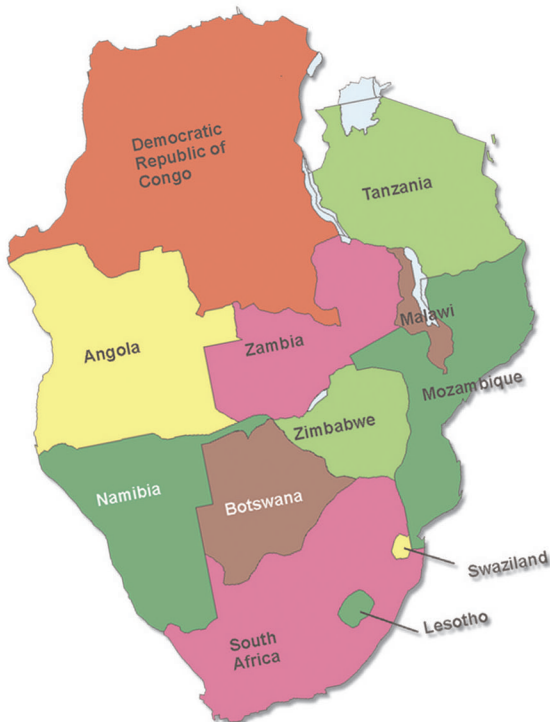 Democratic
Republic of
Congo
Tanzania
Angola
Zambia
Malawi
Mozambique
Zimbabwe
Namibia
Botswana
Swaziland
Lesotho
South
Africa